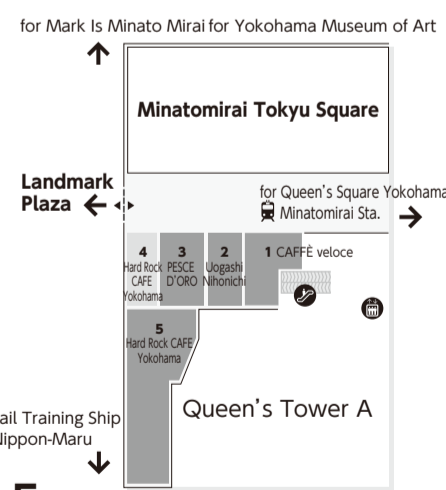 for Mark Is Minato Mirai for Yokohama Museum of Art
Minatomirai Tokyu Square
Landmark
Plaza
for Queen's Square Yokohama
Minatomirai Sta.
4
Hard Rock
CAFE
Yokohama
3
PESCE
D'ORO
2
Uogashi
Nihonichi
1 CAFFÈ veloce
5
Hard Rock CAFE
Yokohama
Queen's Tower A
ail Training Ship
Nippon-Maru